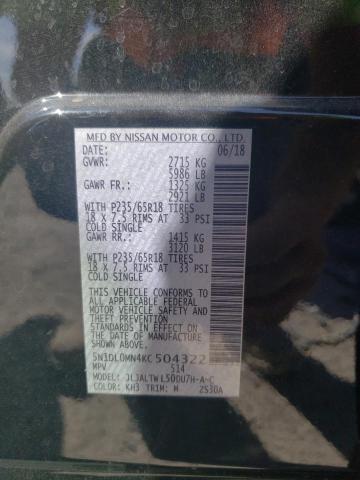 MFD BY NISSAN MOTOR CO., LTD.
DATE: 06/18
GVWR: 2715 KG
5986 LB
GAWR FR.: 1325 KG
2921 LB
WITH P235/65R18 TIRES
18 X 7.5 RIMS AT 33 PSI
COLD SINGLE
GAWR RR.: 1415 KG
3120 LB
WITH P235/65R18 TIRES
18 X 7.5 RIMS AT 33 PSI
COLD SINGLE
THIS VEHICLE CONFORMS TO ALL
APPLICABLE FEDERAL
MOTOR VEHICLE SAFETY STANDARDS
IN EFFECT ON THE DATE OF
MANUFACTURE SHOWN ABOVE.
5N1DL0MN4KC504322
MPV 514
MODEL: JLJALTWL50DU7H-A-C
COLOR: KH3 TRIM: M 2S30A